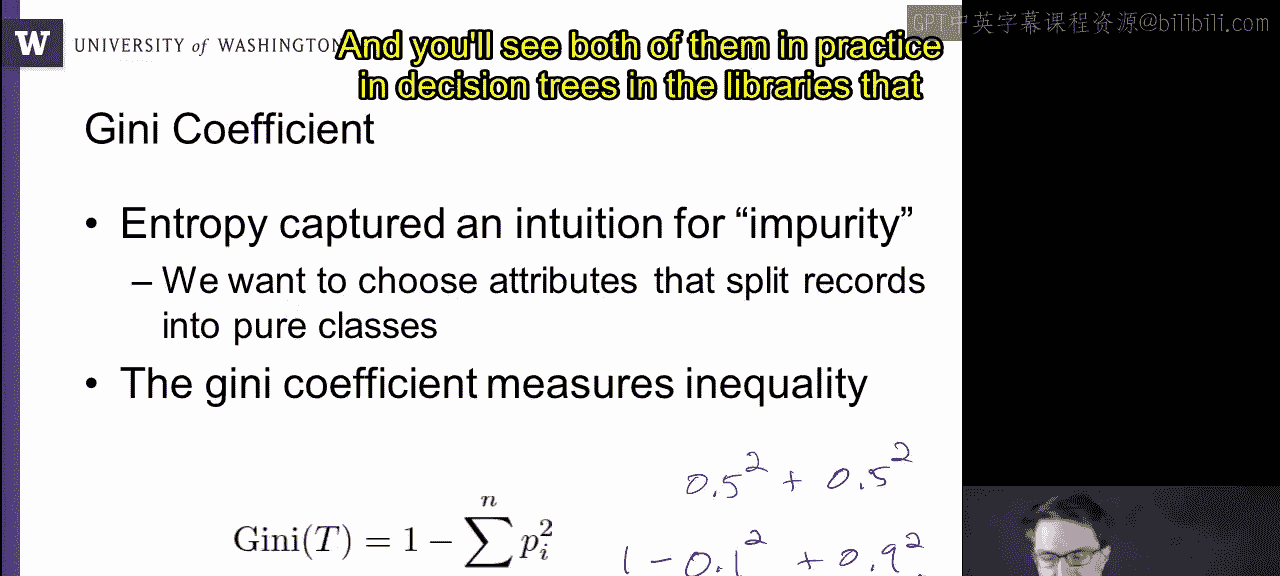 W UNIVERSITY of WASHINGTON
GPT中英字幕课程资源@bilibili.com
And you'll see both of them in practice
in decision trees in the libraries that
Gini Coefficient
• Entropy captured an intuition for “impurity”
– We want to choose attributes that split records
into pure classes
• The gini coefficient measures inequality
0.5² + 0.5²
Gini(T) = 1 − ∑ⁿ pᵢ²
1 − 0.1² + 0.9²